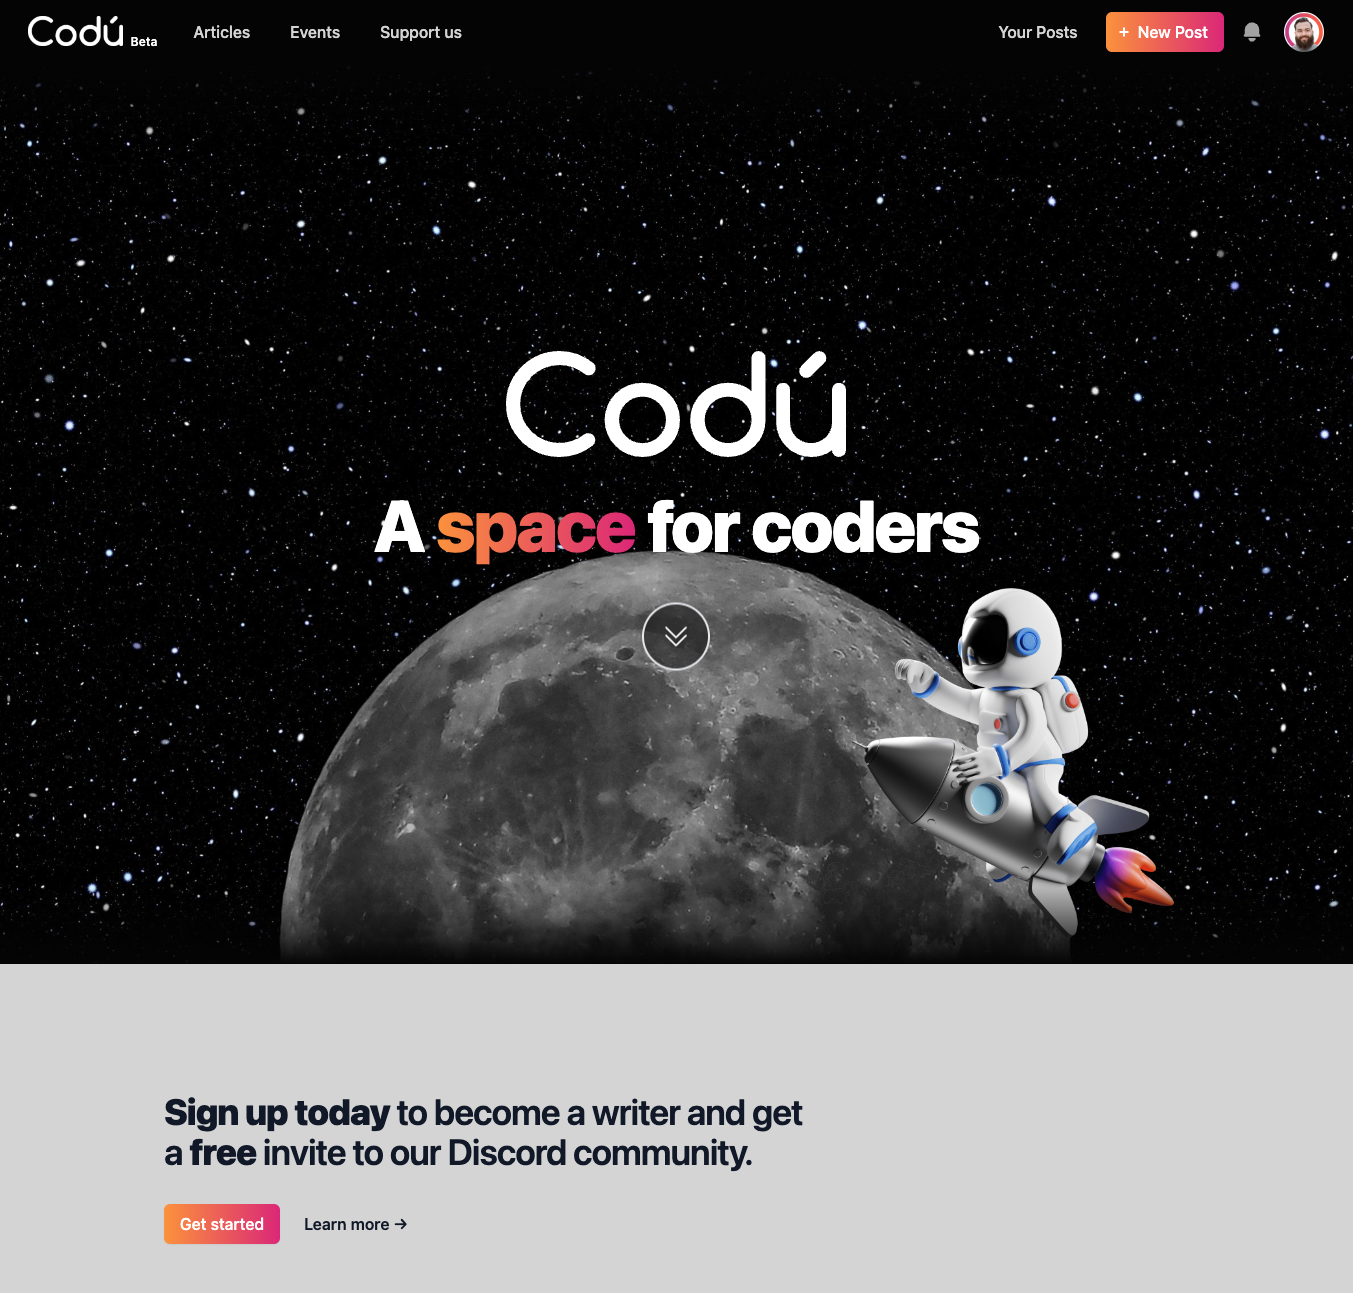 Codú Beta Articles Events Support us Your Posts + New Post
Codú
A space for coders
Sign up today to become a writer and get
a free invite to our Discord community.
Get started Learn more →